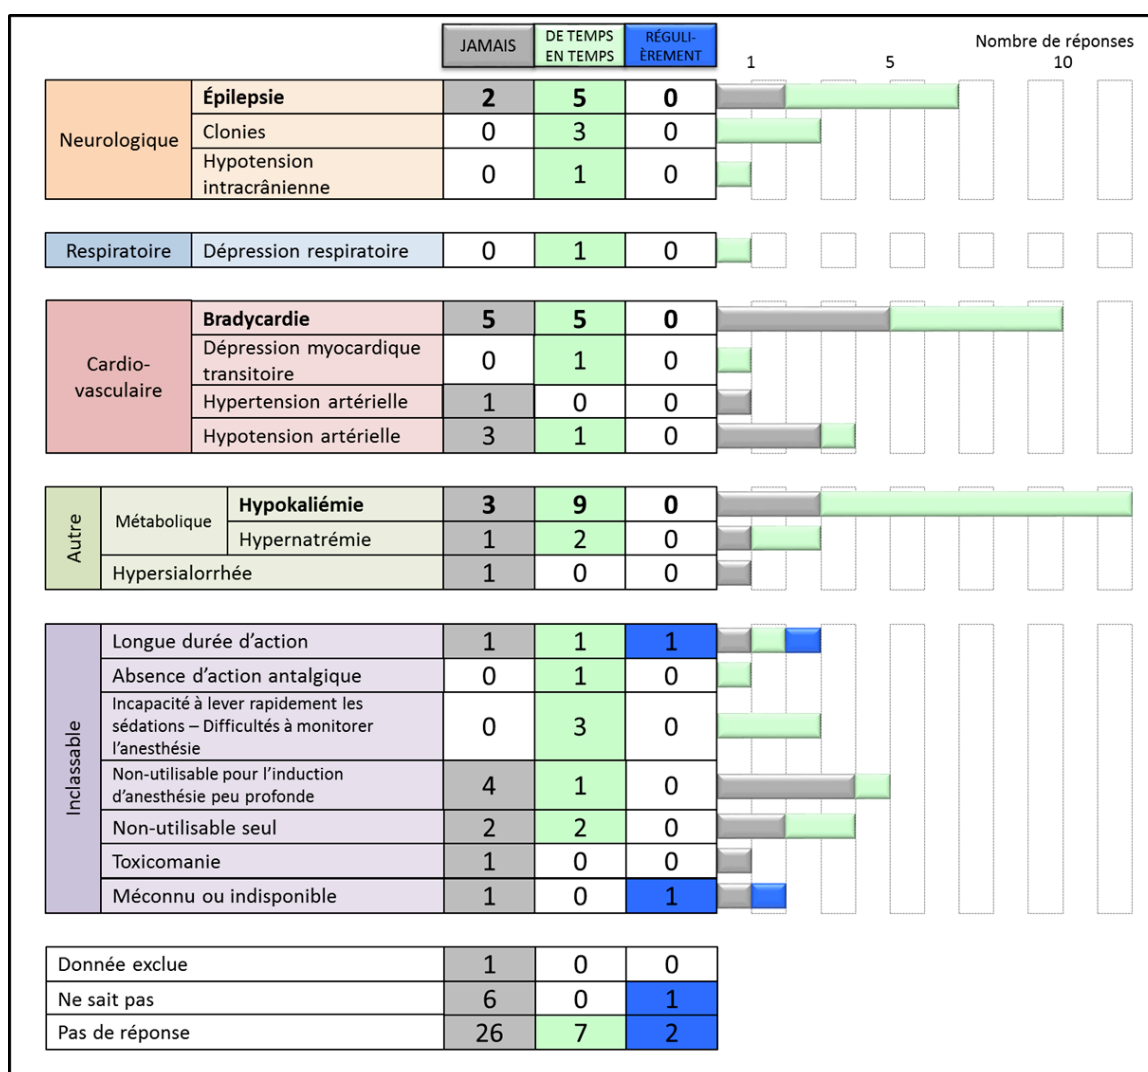 Nombre de réponses
JAMAIS
DE TEMPS
EN TEMPS
RÉGULI-
ÈREMENT
1 5 10
Neurologique
Épilepsie 2 5 0
Clonies 0 3 0
Hypotension
intracrânienne 0 1 0
Respiratoire
Dépression respiratoire 0 1 0
Cardio-
vasculaire
Bradycardie 5 5 0
Dépression myocardique
transitoire 0 1 0
Hypertension artérielle 1 0 0
Hypotension artérielle 3 1 0
Autre
Métabolique
Hypokaliémie 3 9 0
Hypernatrémie 1 2 0
Hypersialorrhée 1 0 0
Inclassable
Longue durée d'action 1 1 1
Absence d'action antalgique 0 1 0
Incapacité à lever rapidement les
sédations – Difficultés à monitorer
l'anesthésie 0 3 0
Non-utilisable pour l'induction
d'anesthésie peu profonde 4 1 0
Non-utilisable seul 2 2 0
Toxicomanie 1 0 0
Méconnu ou indisponible 1 0 1
Donnée exclue 1 0 0
Ne sait pas 6 0 1
Pas de réponse 26 7 2